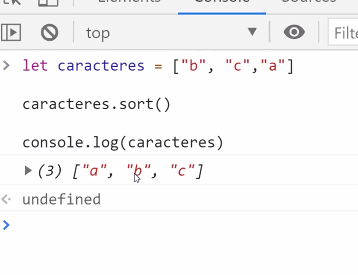 Elements Console Sources
top Filte
let caracteres = ["b", "c","a"]
caracteres.sort()
console.log(caracteres)
(3) ["a", "b", "c"]
undefined